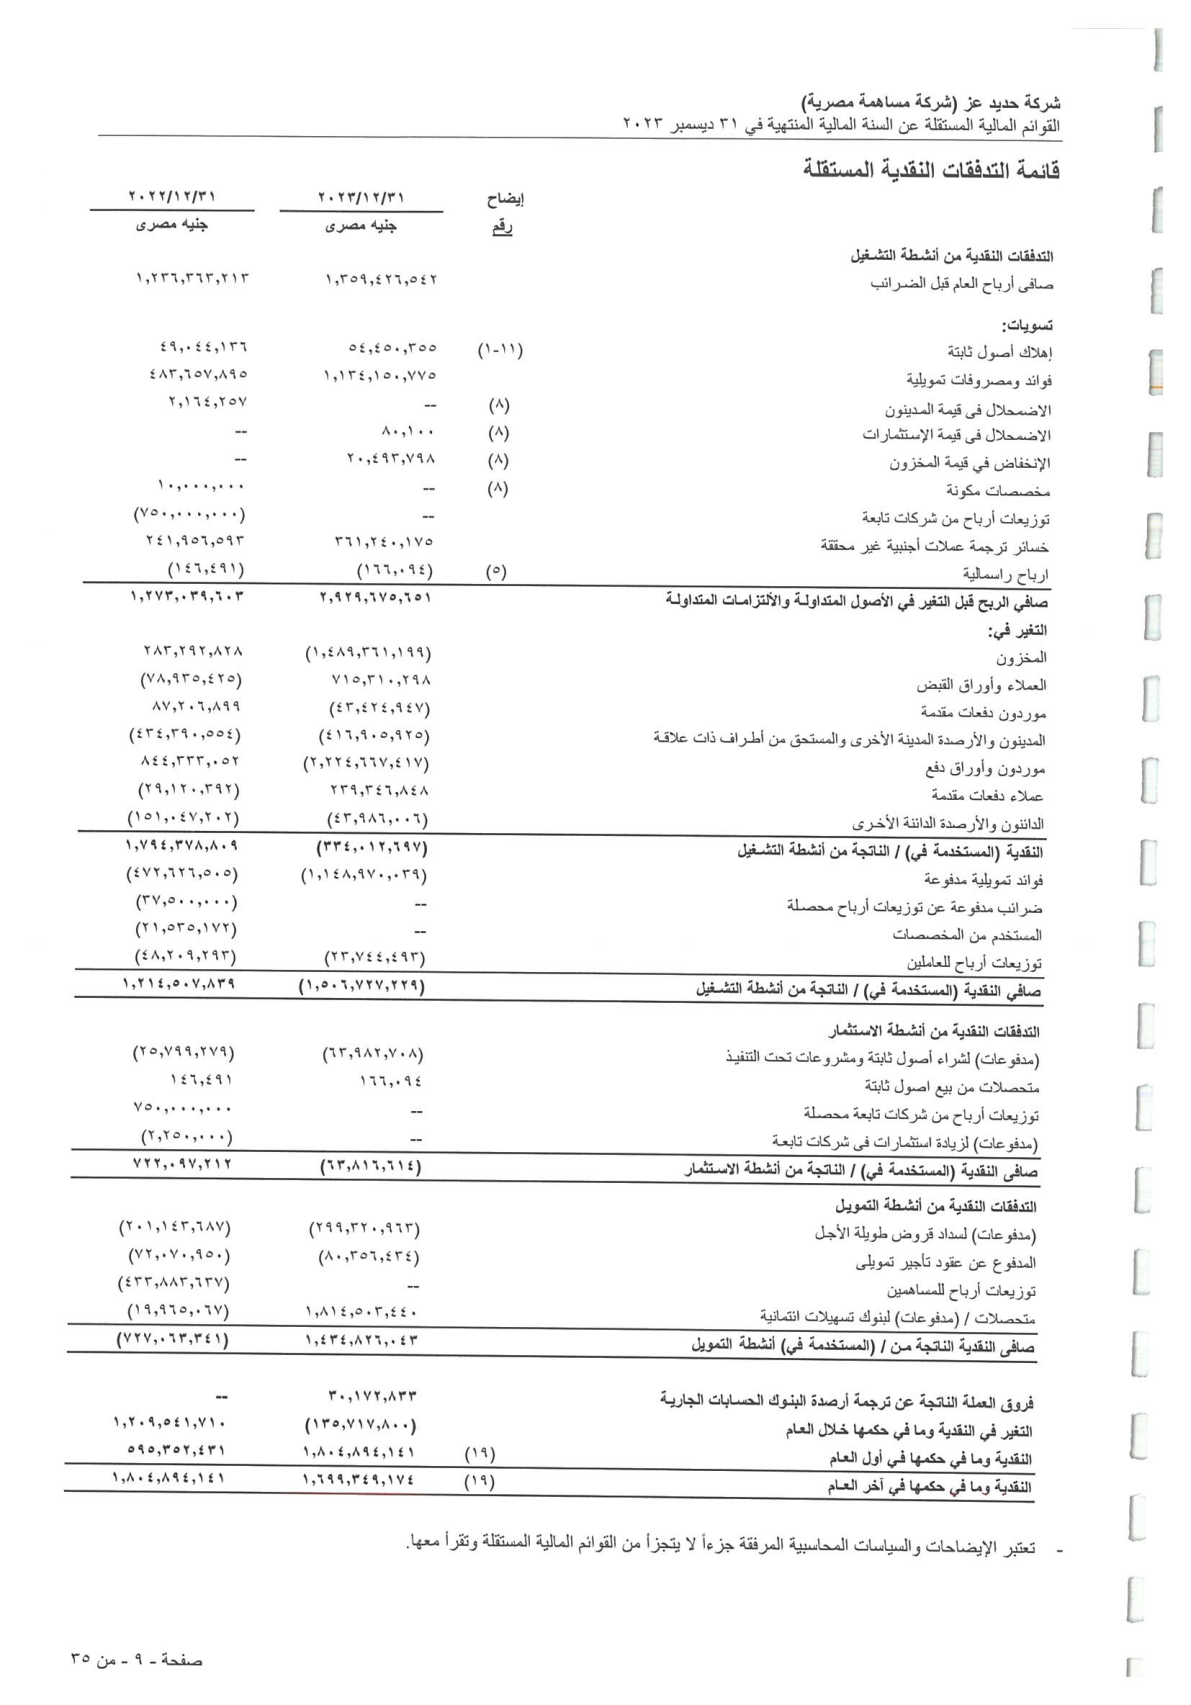 شركة حديد عز (شركة مساهمة مصرية)
القوائم المالية المستقلة عن السنة المالية المنتهية في ٣١ ديسمبر ٢٠٢٣
قائمة التدفقات النقدية المستقلة
إيضاح ٢٠٢٣/١٢/٣١ ٢٠٢٢/١٢/٣١
رقم جنيه مصرى جنيه مصرى
التدفقات النقدية من أنشطة التشغيل
صافى أرباح العام قبل الضرائب ١,٣٥٩,٤٢٦,٥٤٢ ١,٢٣٦,٣٦٣,٢١٣
تسويات:
إهلاك أصول ثابتة (١١-١) ٥٤,٤٥٠,٣٥٥ ٤٩,٠٤٤,١٣٦
فوائد ومصروفات تمويلية ١,١٣٤,١٥٠,٧٧٥ ٤٨٣,٦٥٧,٨٩٥
الاضمحلال فى قيمة المدينون (٨) -- ٢,١٦٤,٢٥٧
الاضمحلال فى قيمة الإستثمارات (٨) ٨٠,١٠٠ --
الإنخفاض في قيمة المخزون (٨) ٢٠,٤٩٣,٧٩٨ --
مخصصات مكونة (٨) -- ١٠,٠٠٠,٠٠٠
توزيعات أرباح من شركات تابعة -- (٧٥٠,٠٠٠,٠٠٠)
خسائر ترجمة عملات أجنبية غير محققة ٣٦١,٢٤٠,١٧٥ ٢٤١,٩٥٦,٥٩٣
ارباح راسمالية (٥) (١٦٦,٠٩٤) (١٤٦,٤٩١)
صافي الربح قبل التغير في الأصول المتداولة والألتزامات المتداولة ٢,٩٢٩,٦٧٥,٦٥١ ١,٢٧٣,٠٣٩,٦٠٣
التغير في:
المخزون (١,٤٨٩,٣٦١,١٩٩) ٢٨٣,٢٩٢,٨٢٨
العملاء وأوراق القبض ٧١٥,٣١٠,٢٩٨ (٧٨,٩٣٥,٤٢٥)
موردون دفعات مقدمة (٤٣,٤٢٤,٩٤٧) ٨٧,٢٠٦,٨٩٩
المدينون والأرصدة المدينة الأخرى والمستحق من أطراف ذات علاقة (٤١٦,٩٠٥,٩٢٥) (٤٣٤,٣٩٠,٥٥٤)
موردون وأوراق دفع (٢,٢٢٤,٦٦٧,٤١٧) ٨٤٤,٣٣٣,٠٥٢
عملاء دفعات مقدمة ٢٣٩,٣٤٦,٨٤٨ (٢٩,١٢٠,٣٩٢)
الدائنون والأرصدة الدائنة الأخرى (٤٣,٩٨٦,٠٠٦) (١٥١,٠٤٧,٢٠٢)
النقدية (المستخدمة في) / الناتجة من أنشطة التشغيل (٣٣٤,٠١٢,٦٩٧) ١,٧٩٤,٣٧٨,٨٠٩
فوائد تمويلية مدفوعة (١,١٤٨,٩٧٠,٠٣٩) (٤٧٢,٦٢٦,٥٠٥)
ضرائب مدفوعة عن توزيعات أرباح محصلة -- (٣٧,٥٠٠,٠٠٠)
المستخدم من المخصصات -- (٢١,٥٣٥,١٧٢)
توزيعات أرباح للعاملين (٢٣,٧٤٤,٤٩٣) (٤٨,٢٠٩,٢٩٣)
صافي النقدية (المستخدمة في) / الناتجة من أنشطة التشغيل (١,٥٠٦,٧٢٧,٢٢٩) ١,٢١٤,٥٠٧,٨٣٩
التدفقات النقدية من أنشطة الاستثمار
(مدفوعات) لشراء أصول ثابتة ومشروعات تحت التنفيذ (٦٣,٩٨٢,٧٠٨) (٢٥,٧٩٩,٢٧٩)
متحصلات من بيع اصول ثابتة ١٦٦,٠٩٤ ١٤٦,٤٩١
توزيعات أرباح من شركات تابعة محصلة -- ٧٥٠,٠٠٠,٠٠٠
(مدفوعات) لزيادة استثمارات فى شركات تابعة -- (٢,٢٥٠,٠٠٠)
صافى النقدية (المستخدمة في) / الناتجة من أنشطة الاستثمار (٦٣,٨١٦,٦١٤) ٧٢٢,٠٩٧,٢١٢
التدفقات النقدية من أنشطة التمويل
(مدفوعات) لسداد قروض طويلة الأجل (٢٩٩,٣٢٠,٩٦٣) (٢٠١,١٤٣,٦٨٧)
المدفوع عن عقود تأجير تمويلى (٨٠,٣٥٦,٤٣٤) (٧٢,٠٧٠,٩٥٠)
توزيعات أرباح للمساهمين -- (٤٣٣,٨٨٣,٦٣٧)
متحصلات / (مدفوعات) لبنوك تسهيلات ائتمانية ١,٨١٤,٥٠٣,٤٤٠ (١٩,٩٦٥,٠٦٧)
صافى النقدية الناتجة من / (المستخدمة في) أنشطة التمويل ١,٤٣٤,٨٢٦,٠٤٣ (٧٢٧,٠٦٣,٣٤١)
فروق العملة الناتجة عن ترجمة أرصدة البنوك الحسابات الجارية ٣٠,١٧٢,٨٣٣ --
التغير في النقدية وما في حكمها خلال العام (١٣٥,٧١٧,٨٠٠) ١,٢٠٩,٥٤١,٧١٠
النقدية وما في حكمها في أول العام (١٩) ١,٨٠٤,٨٩٤,١٤١ ٥٩٥,٣٥٢,٤٣١
النقدية وما في حكمها في آخر العام (١٩) ١,٦٩٩,٣٤٩,١٧٤ ١,٨٠٤,٨٩٤,١٤١
- تعتبر الإيضاحات والسياسات المحاسبية المرفقة جزءاً لا يتجزأ من القوائم المالية المستقلة وتقرأ معها.
صفحة - ٩ - من ٣٥